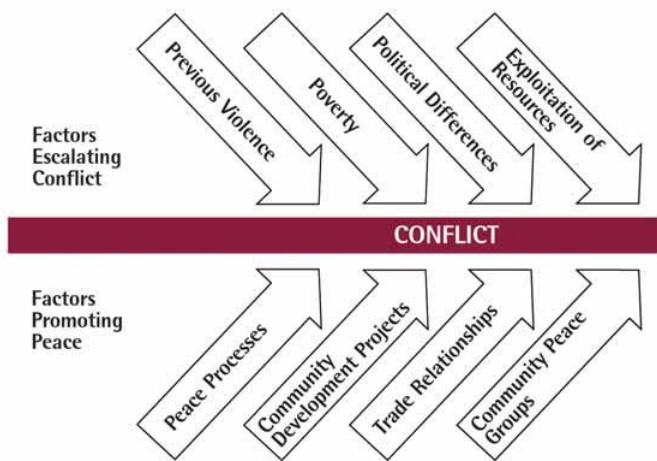 Previous Violence
Poverty
Political Differences
Exploitation of
Resources
Factors
Escalating
Conflict
CONFLICT
Factors
Promoting
Peace
Peace Processes
Community
Development Projects
Trade Relationships
Community Peace
Groups